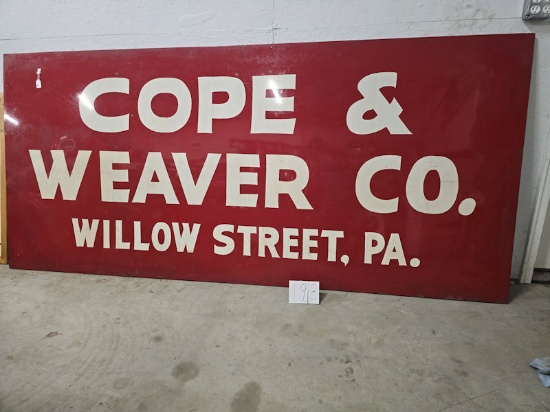 COPE &
WEAVER CO.
WILLOW STREET, PA.